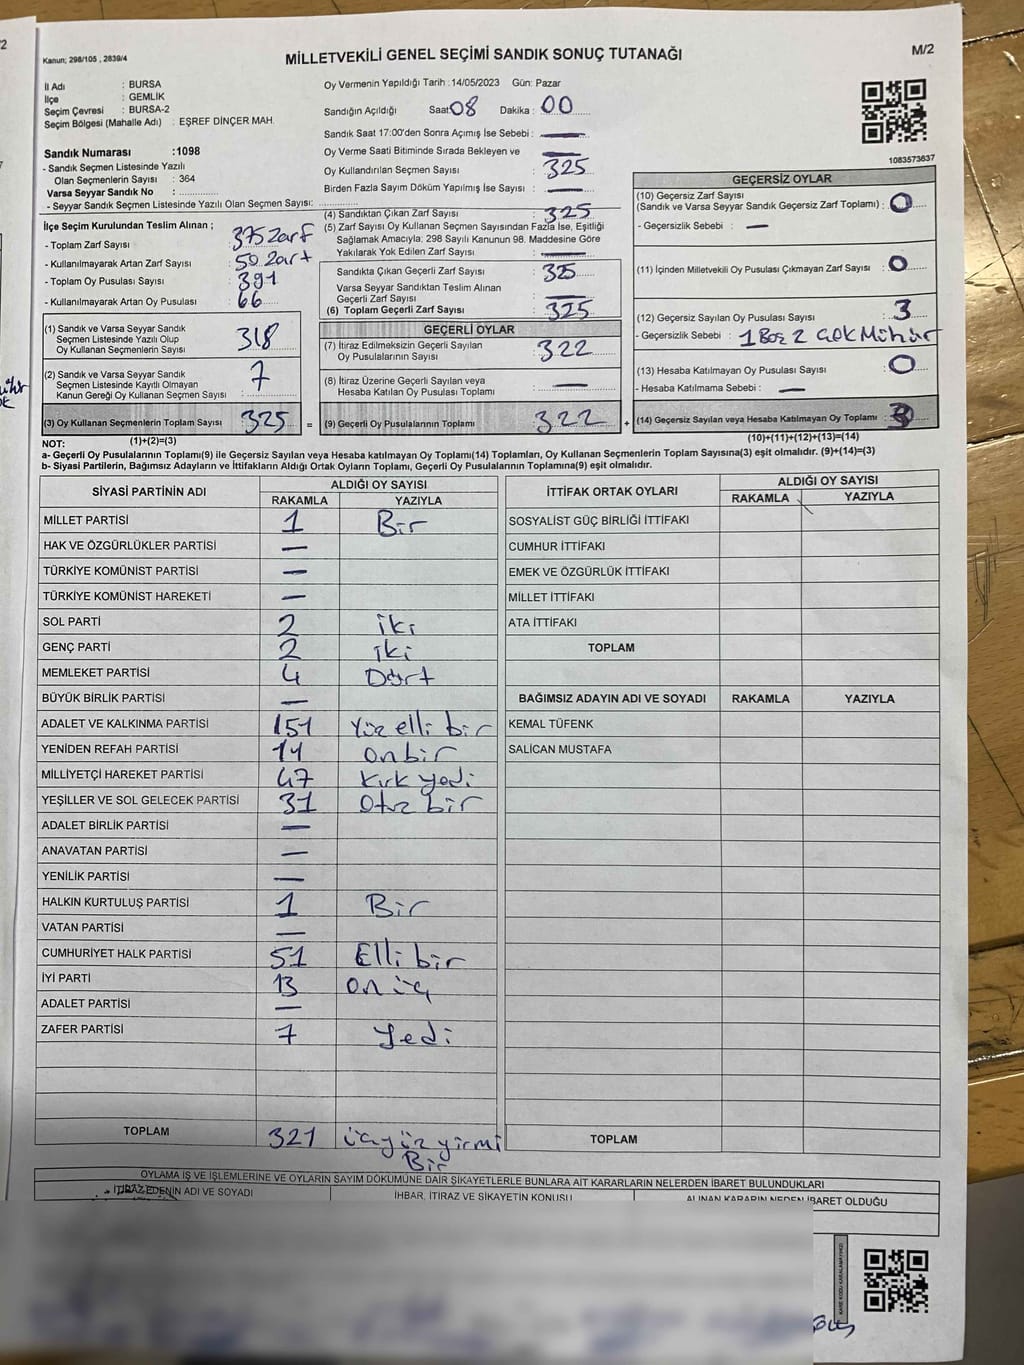 Kanun; 298/105 , 2839/4
MİLLETVEKİLİ GENEL SEÇİMİ SANDIK SONUÇ TUTANAĞI
M/2
İl Adı : BURSA
İlçe : GEMLİK
Seçim Çevresi : BURSA-2
Seçim Bölgesi (Mahalle Adı) : EŞREF DİNÇER MAH.
Sandık Numarası :1098
- Sandık Seçmen Listesinde Yazılı
Olan Seçmenlerin Sayısı : 364
Varsa Seyyar Sandık No : ..............
- Seyyar Sandık Seçmen Listesinde Yazılı Olan Seçmen Sayısı: ..............
Oy Vermenin Yapıldığı Tarih : 14/05/2023 Gün: Pazar
Sandığın Açıldığı Saat 08 Dakika : 00
Sandık Saat 17:00'den Sonra Açımış İse Sebebi : —
Oy Verme Saati Bitiminde Sırada Bekleyen ve
Oy Kullandırılan Seçmen Sayısı : 325
Birden Fazla Sayım Döküm Yapılmış İse Sayısı : —
1083573637
İlçe Seçim Kurulundan Teslim Alınan ;
- Toplam Zarf Sayısı : 375 Zarf
- Kullanılmayarak Artan Zarf Sayısı : 50 Zarf
- Toplam Oy Pusulası Sayısı : 391
- Kullanılmayarak Artan Oy Pusulası : 66
(1) Sandık ve Varsa Seyyar Sandık
Seçmen Listesinde Yazılı Olup
Oy Kullanan Seçmenlerin Sayısı : 318
(2) Sandık ve Varsa Seyyar Sandık
Seçmen Listesinde Kayıtlı Olmayan
Kanun Gereği Oy Kullanan Seçmen Sayısı : 7
(3) Oy Kullanan Seçmenlerin Toplam Sayısı : 325
(4) Sandıktan Çıkan Zarf Sayısı : 325
(5) Zarf Sayısı Oy Kullanan Seçmen Sayısından Fazla İse, Eşitliği
Sağlamak Amacıyla; 298 Sayılı Kanunun 98. Maddesine Göre
Yakılarak Yok Edilen Zarf Sayısı : —
Sandıkta Çıkan Geçerli Zarf Sayısı : 325
Varsa Seyyar Sandıktan Teslim Alınan
Geçerli Zarf Sayısı : —
(6) Toplam Geçerli Zarf Sayısı : 325
GEÇERLİ OYLAR
(7) İtiraz Edilmeksizin Geçerli Sayılan
Oy Pusulalarının Sayısı : 322
(8) İtiraz Üzerine Geçerli Sayılan veya
Hesaba Katılan Oy Pusulası Toplamı : —
= (9) Geçerli Oy Pusulalarının Toplamı : 322
GEÇERSİZ OYLAR
(10) Geçersiz Zarf Sayısı
(Sandık ve Varsa Seyyar Sandık Geçersiz Zarf Toplamı) : 0
- Geçersizlik Sebebi : —
(11) İçinden Milletvekili Oy Pusulası Çıkmayan Zarf Sayısı : 0
(12) Geçersiz Sayılan Oy Pusulası Sayısı : 3
- Geçersizlik Sebebi : 1 Boş 2 Çok Mühür
(13) Hesaba Katılmayan Oy Pusulası Sayısı : 0
- Hesaba Katılmama Sebebi : —
+ (14) Geçersiz Sayılan veya Hesaba Katılmayan Oy Toplamı : 3
NOT: (1)+(2)=(3)
(10)+(11)+(12)+(13)=(14)
a- Geçerli Oy Pusulalarının Toplamı(9) ile Geçersiz Sayılan veya Hesaba katılmayan Oy Toplamı(14) Toplamları, Oy Kullanan Seçmenlerin Toplam Sayısına(3) eşit olmalıdır. (9)+(14)=(3)
b- Siyasi Partilerin, Bağımsız Adayların ve İttifakların Aldığı Ortak Oyların Toplamı, Geçerli Oy Pusulalarının Toplamına(9) eşit olmalıdır.
SİYASİ PARTİNİN ADI ALDIĞI OY SAYISI
RAKAMLA YAZIYLA
MİLLET PARTİSİ 1 Bir
HAK VE ÖZGÜRLÜKLER PARTİSİ —
TÜRKİYE KOMÜNİST PARTİSİ —
TÜRKİYE KOMÜNİST HAREKETİ —
SOL PARTİ 2 iki
GENÇ PARTİ 2 iki
MEMLEKET PARTİSİ 4 Dört
BÜYÜK BİRLİK PARTİSİ —
ADALET VE KALKINMA PARTİSİ 151 Yüz elli bir
YENİDEN REFAH PARTİSİ 11 on bir
MİLLİYETÇİ HAREKET PARTİSİ 47 Kırk yedi
YEŞİLLER VE SOL GELECEK PARTİSİ 31 Otuz bir
ADALET BİRLİK PARTİSİ —
ANAVATAN PARTİSİ —
YENİLİK PARTİSİ —
HALKIN KURTULUŞ PARTİSİ 1 Bir
VATAN PARTİSİ —
CUMHURİYET HALK PARTİSİ 51 Elli bir
İYİ PARTİ 13 on üç
ADALET PARTİSİ —
ZAFER PARTİSİ 7 Yedi
TOPLAM 321 üçyüz yirmi
Bir
İTTİFAK ORTAK OYLARI ALDIĞI OY SAYISI
RAKAMLA YAZIYLA
SOSYALİST GÜÇ BİRLİĞİ İTTİFAKI
CUMHUR İTTİFAKI
EMEK VE ÖZGÜRLÜK İTTİFAKI
MİLLET İTTİFAKI
ATA İTTİFAKI
TOPLAM
BAĞIMSIZ ADAYIN ADI VE SOYADI RAKAMLA YAZIYLA
KEMAL TÜFENK
SALİCAN MUSTAFA
TOPLAM
OYLAMA İŞ VE İŞLEMLERİNE VE OYLARIN SAYIM DÖKÜMÜNE DAİR ŞİKAYETLERLE BUNLARA AİT KARARLARIN NELERDEN İBARET BULUNDUKLARI
İTİRAZ EDENİN ADI VE SOYADI İHBAR, İTİRAZ VE ŞİKAYETİN KONUSU ALINAN KARARIN NEDEN İBARET OLDUĞU
KARE KODU KARALAMAYINIZ!